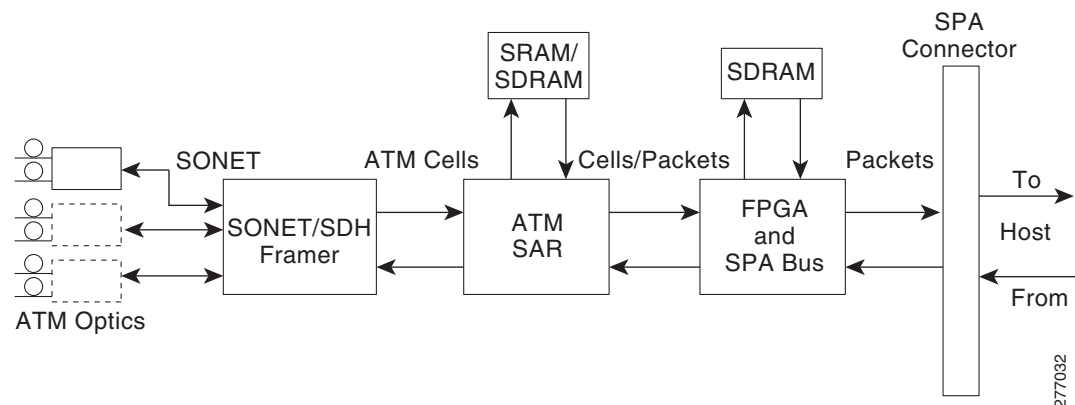 SPA
Connector
SRAM/
SDRAM
SDRAM
SONET
ATM Cells
Cells/Packets
Packets
SONET/SDH
Framer
ATM
SAR
FPGA
and
SPA Bus
To
Host
From
ATM Optics
277032